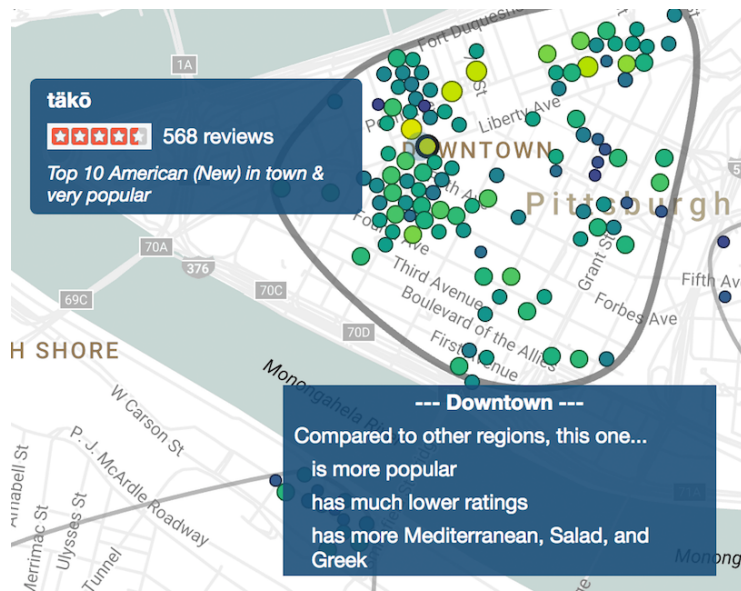 Fort Duquesne
1A
täkō
568 reviews
Top 10 American (New) in town &
very popular
Liberty Ave
DOWNTOWN
Pittsburgh
Ave
70A
376
Third Avenue
Grant St
Fifth Ave
70C
69C
Boulevard of the Allies
Forbes Ave
70D
First Avenue
H SHORE
Monongahela
W Carson St
P. J. McArdle Roadway
--- Downtown ---
Compared to other regions, this one...
is more popular
has much lower ratings
has more Mediterranean, Salad, and
Greek
Merrimac St
Ulysses St
Tunnel
Monong